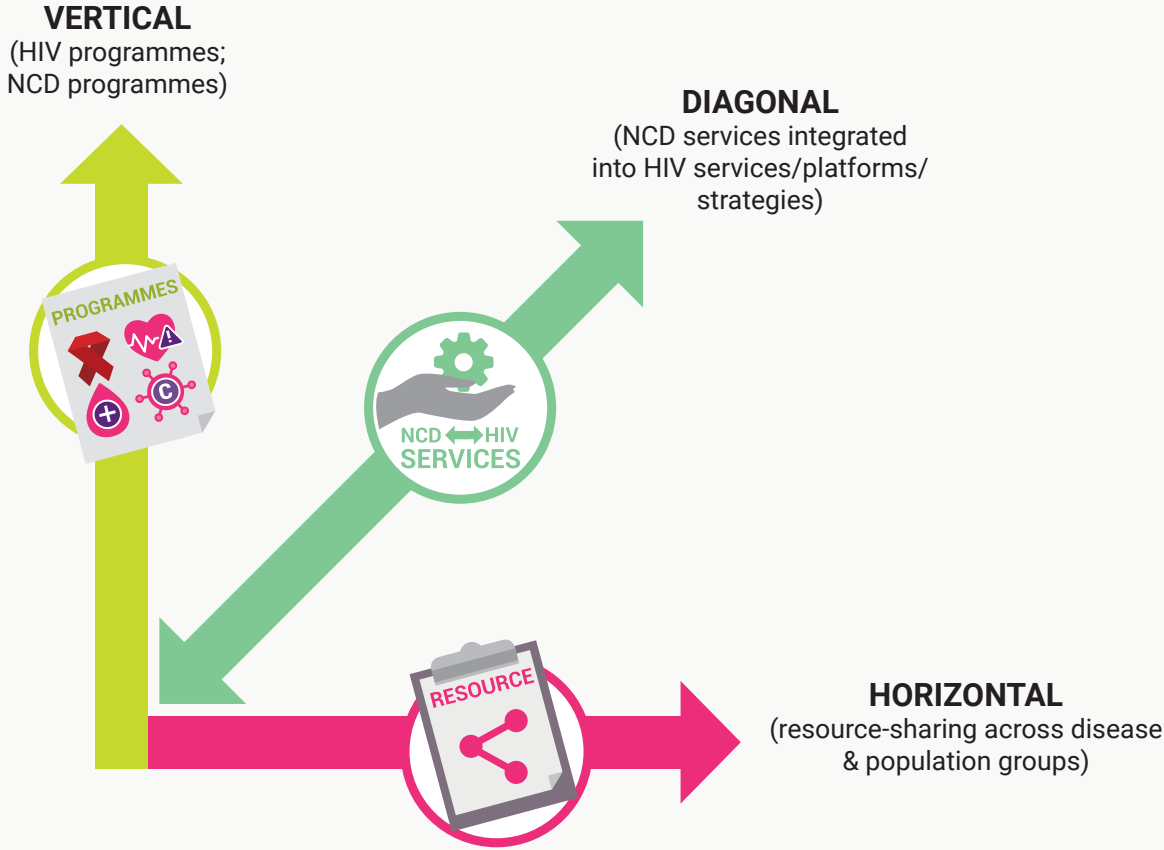 VERTICAL
(HIV programmes;
NCD programmes)
DIAGONAL
(NCD services integrated
into HIV services/platforms/
strategies)
PROGRAMMES
!
C
+
NCD HIV
SERVICES
RESOURCE
HORIZONTAL
(resource-sharing across disease
& population groups)